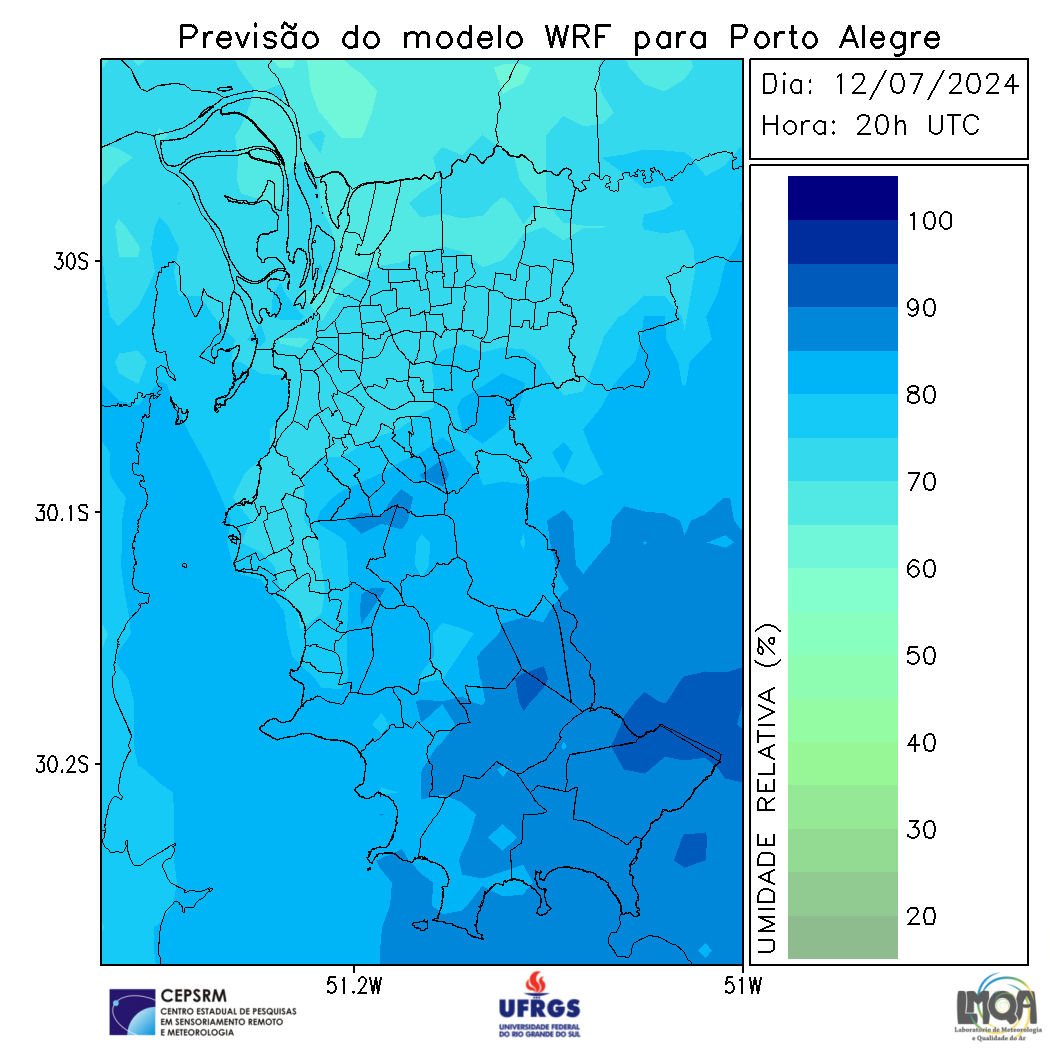 Previsão do modelo WRF para Porto Alegre
Dia: 12/07/2024
Hora: 20h UTC
30S
30.1S
30.2S
51.2W
51W
100
90
80
70
60
50
40
30
20
UMIDADE RELATIVA (%)
CEPSRM
CENTRO ESTADUAL DE PESQUISAS
EM SENSORIAMENTO REMOTO
E METEOROLOGIA
UFRGS
UNIVERSIDADE FEDERAL
DO RIO GRANDE DO SUL
LMQA
Laboratório de Meteorologia
e Qualidade do Ar